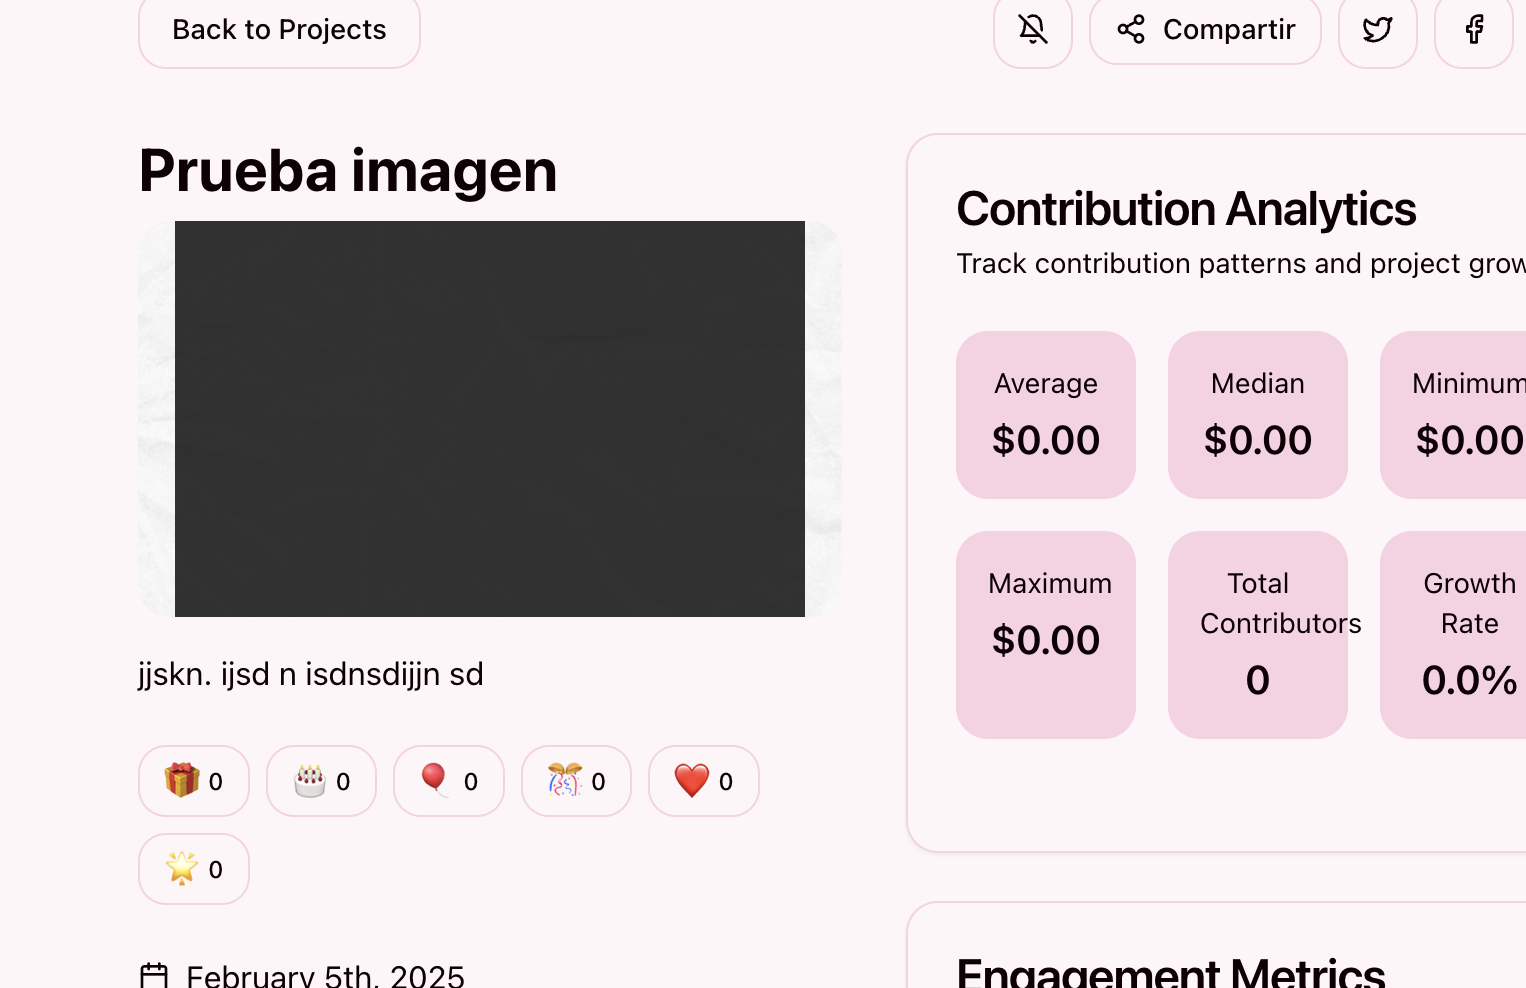 Back to Projects
Compartir
Prueba imagen
jjskn. ijsd n isdnsdijjn sd
0
0
0
0
0
0
February 5th, 2025
Contribution Analytics
Track contribution patterns and project grow
Average
$0.00
Median
$0.00
Minimum
$0.00
Maximum
$0.00
Total
Contributors
0
Growth
Rate
0.0%
Engagement Metrics